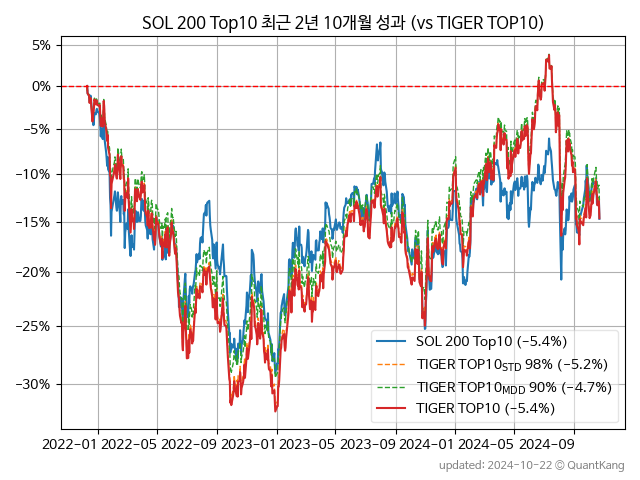 SOL 200 Top10 최근 2년 10개월 성과 (vs TIGER TOP10)
5%
0%
−5%
−10%
−15%
−20%
−25%
−30%
SOL 200 Top10 (−5.4%)
TIGER TOP10STD 98% (−5.2%)
TIGER TOP10MDD 90% (−4.7%)
TIGER TOP10 (−5.4%)
2022-01 2022-05 2022-09 2023-01 2023-05 2023-09 2024-01 2024-05 2024-09
updated: 2024-10-22 © QuantKang